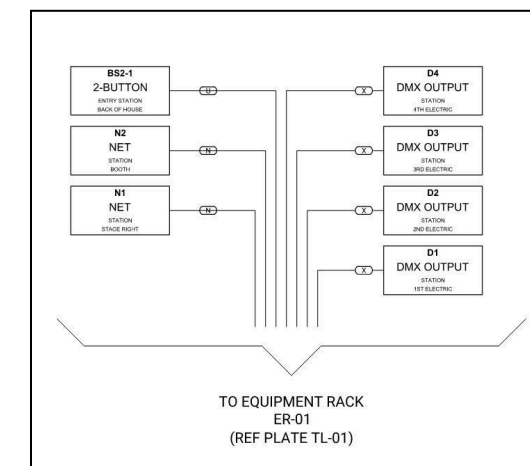 BS2-1
2-BUTTON
ENTRY STATION
BACK OF HOUSE
U
N2
NET
STATION
BOOTH
N
N1
NET
STATION
STAGE RIGHT
N
D4
DMX OUTPUT
STATION
4TH ELECTRIC
X
D3
DMX OUTPUT
STATION
3RD ELECTRIC
X
D2
DMX OUTPUT
STATION
2ND ELECTRIC
X
D1
DMX OUTPUT
STATION
1ST ELECTRIC
X
TO EQUIPMENT RACK
ER-01
(REF PLATE TL-01)